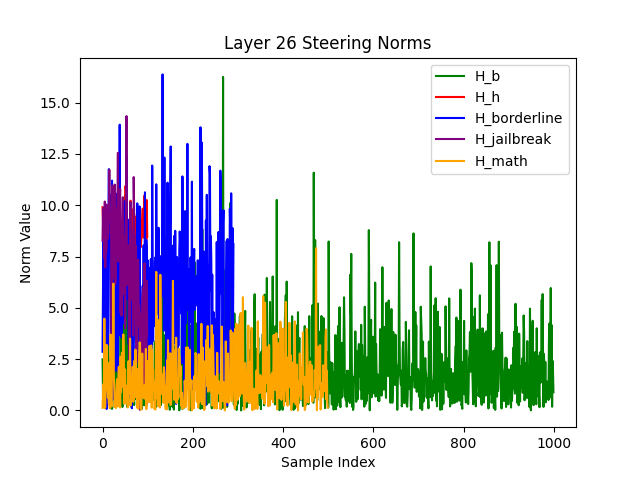 Layer 26 Steering Norms
H_b
H_h
H_borderline
H_jailbreak
H_math
Norm Value
15.0
12.5
10.0
7.5
5.0
2.5
0.0
0 200 400 600 800 1000
Sample Index